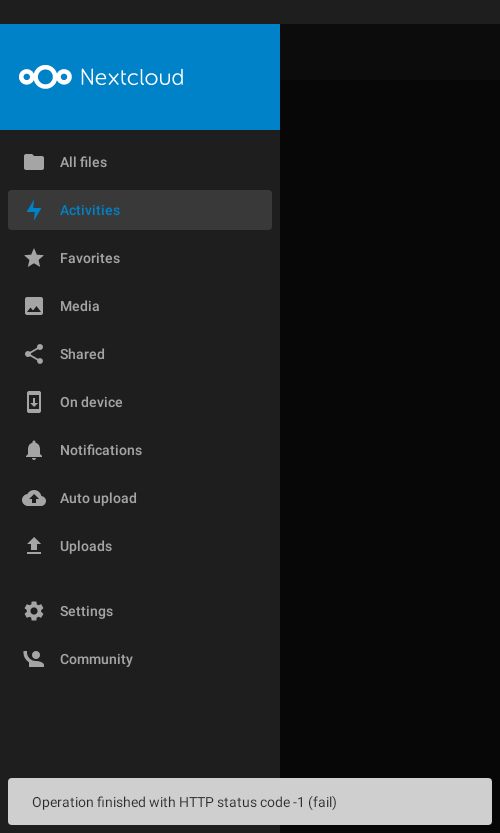 Nextcloud
All files
Activities
Favorites
Media
Shared
On device
Notifications
Auto upload
Uploads
Settings
Community
Operation finished with HTTP status code -1 (fail)